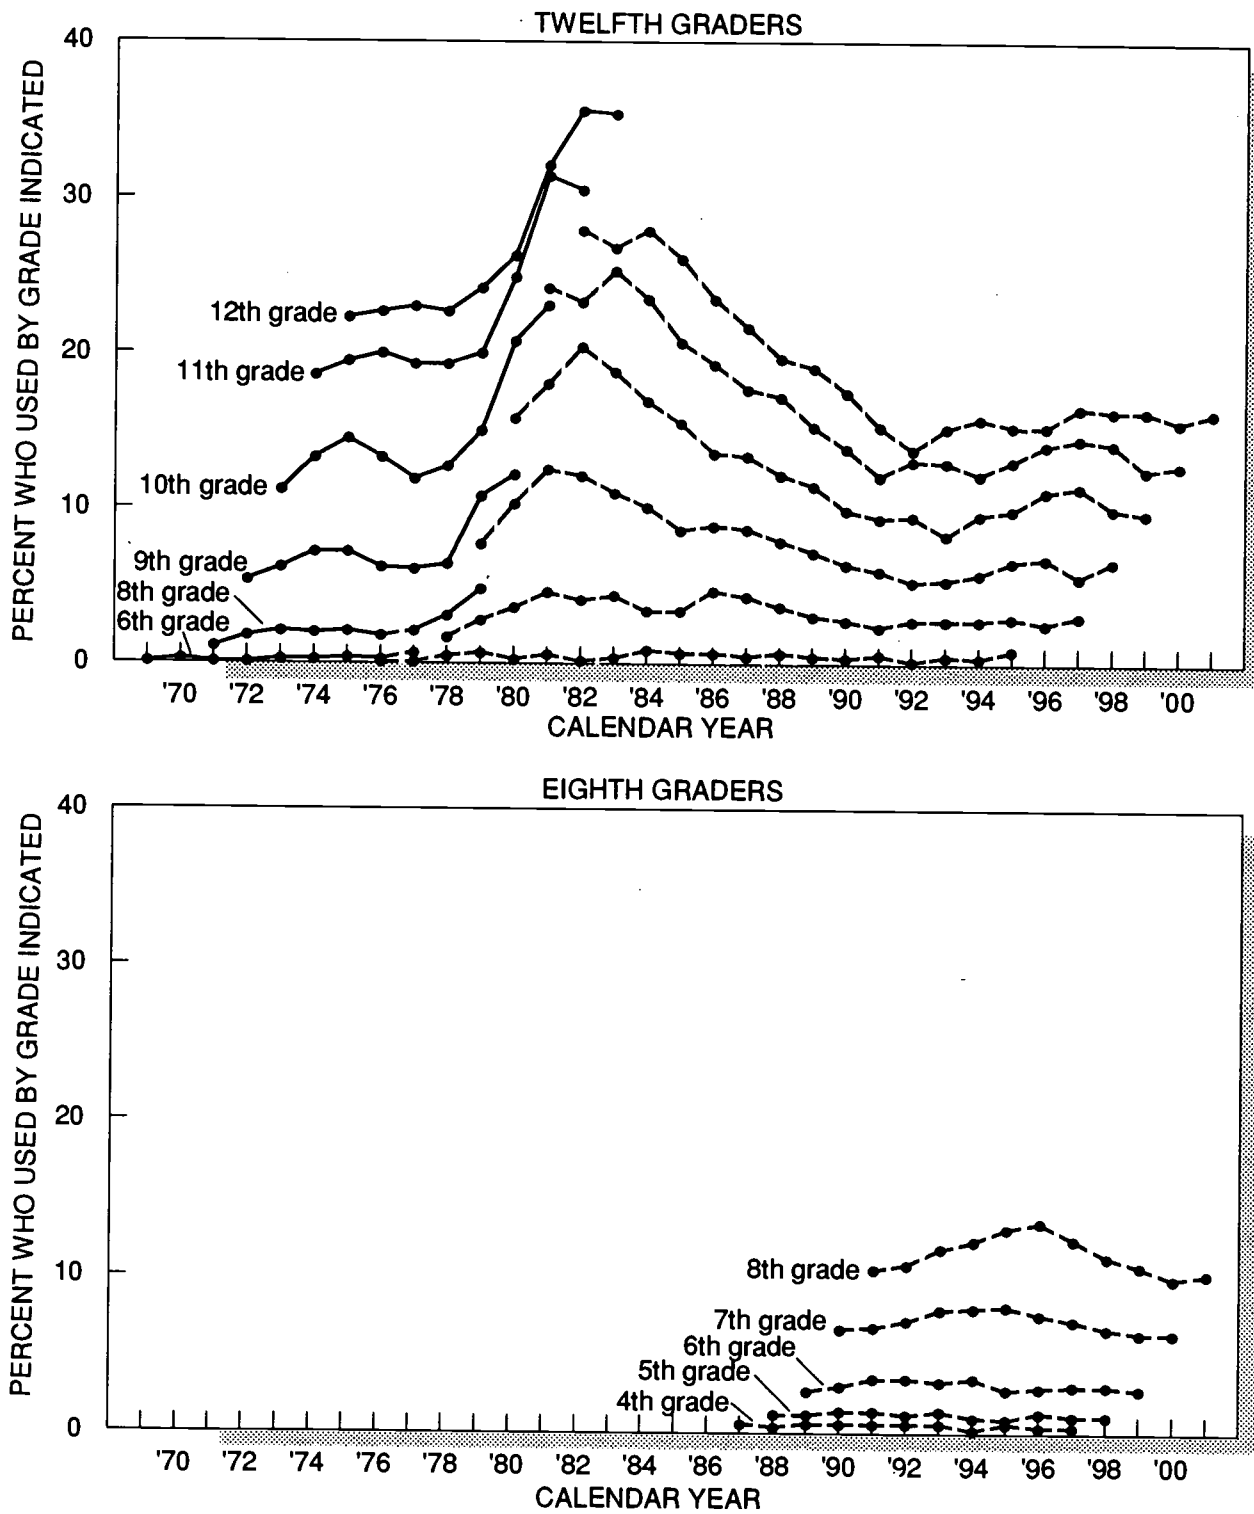 TWELFTH GRADERS
PERCENT WHO USED BY GRADE INDICATED
40
30
20
10
0
12th grade
11th grade
10th grade
9th grade
8th grade
6th grade
'70 '72 '74 '76 '78 '80 '82 '84 '86 '88 '90 '92 '94 '96 '98 '00
CALENDAR YEAR
EIGHTH GRADERS
PERCENT WHO USED BY GRADE INDICATED
40
30
20
10
0
8th grade
7th grade
6th grade
5th grade
4th grade
'70 '72 '74 '76 '78 '80 '82 '84 '86 '88 '90 '92 '94 '96 '98 '00
CALENDAR YEAR